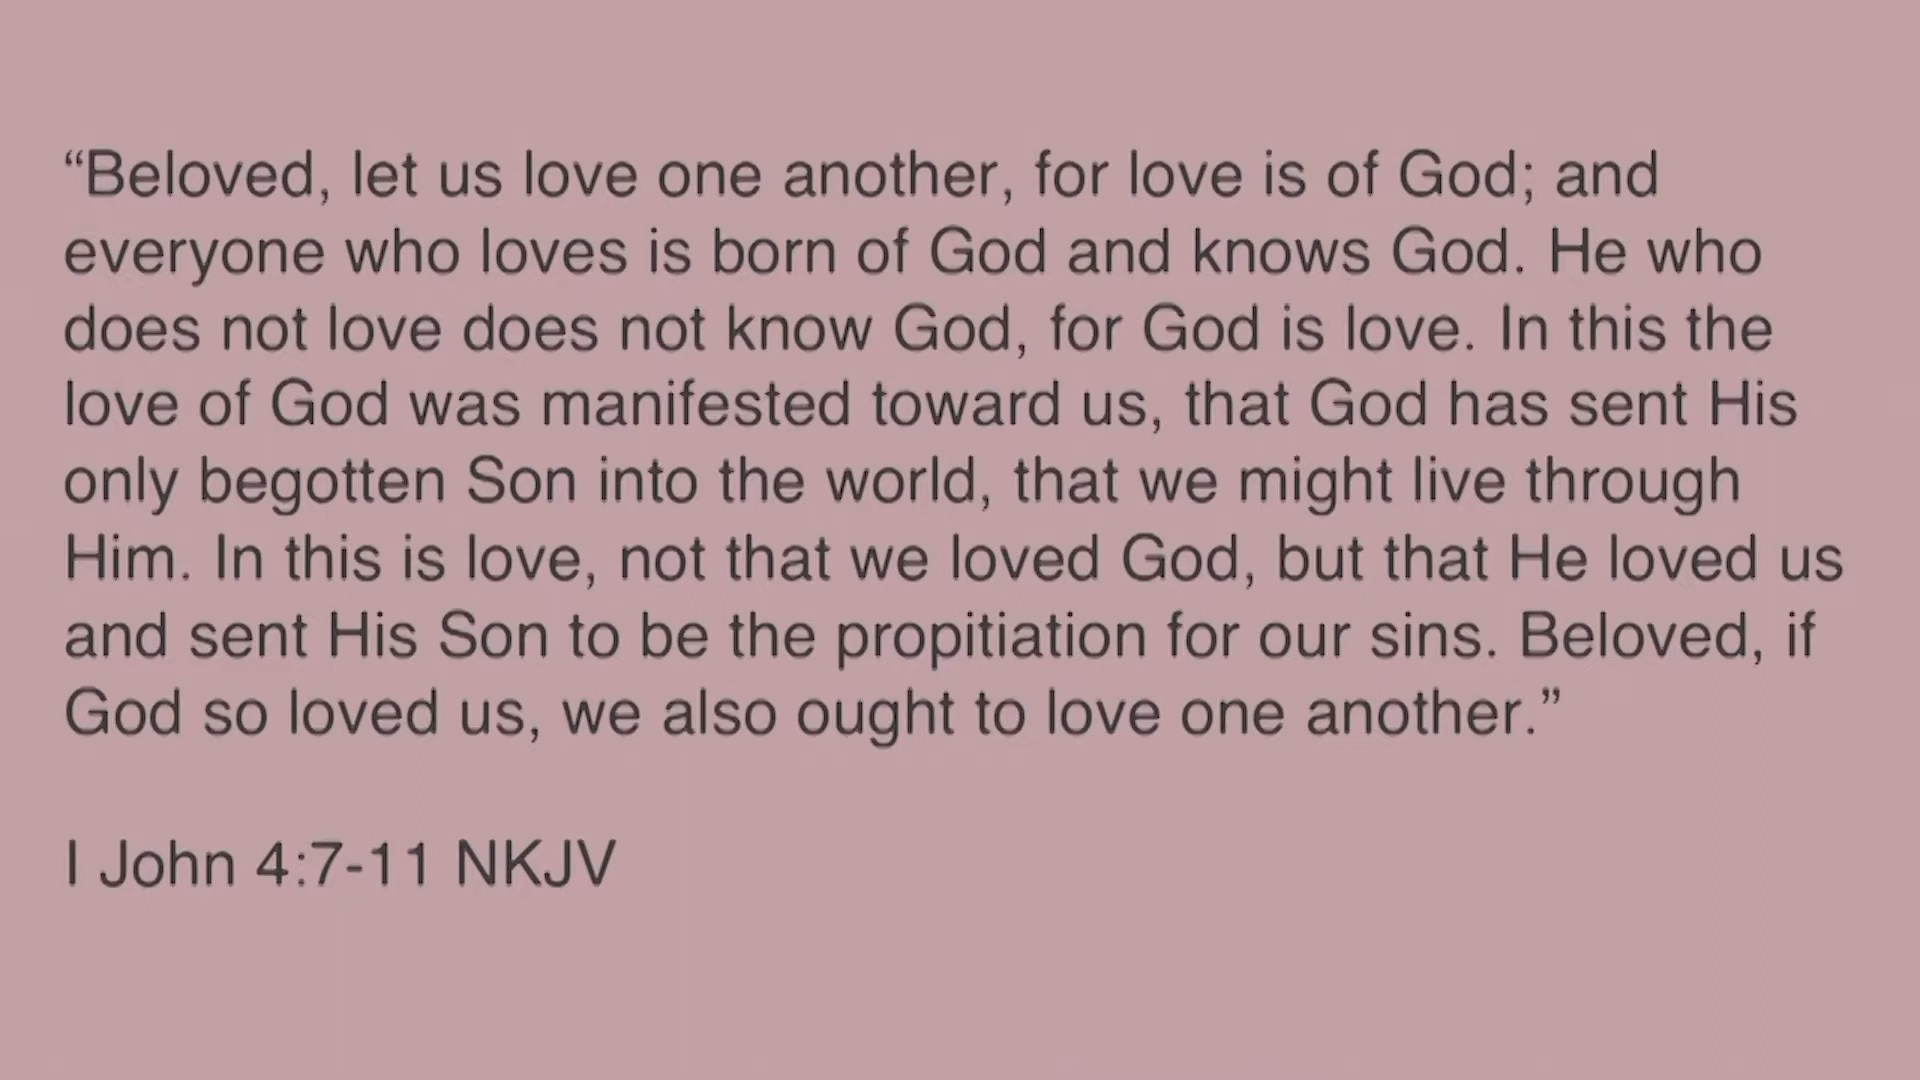 “Beloved, let us love one another, for love is of God; and
everyone who loves is born of God and knows God. He who
does not love does not know God, for God is love. In this the
love of God was manifested toward us, that God has sent His
only begotten Son into the world, that we might live through
Him. In this is love, not that we loved God, but that He loved us
and sent His Son to be the propitiation for our sins. Beloved, if
God so loved us, we also ought to love one another.”
I John 4:7-11 NKJV